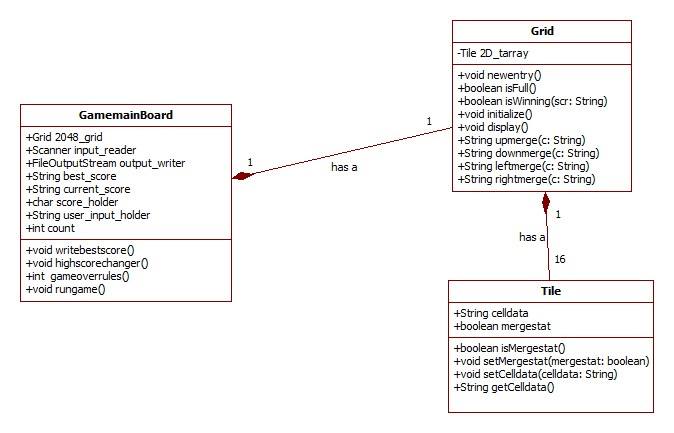 Grid
-Tile 2D_tarray
+void newentry()
+boolean isFull()
+boolean isWinning(scr: String)
+void initialize()
+void display()
+String upmerge(c: String)
+String downmerge(c: String)
+String leftmerge(c: String)
+String rightmerge(c: String)
GamemainBoard
+Grid 2048_grid
+Scanner input_reader
+FileOutputStream output_writer
+String best_score
+String current_score
+char score_holder
+String user_input_holder
+int count
+void writebestscore()
+void highscorechanger()
+int gameoverrules()
+void rungame()
1
has a
1
1
has a
16
Tile
+String celldata
+boolean mergestat
+boolean isMergestat()
+void setMergestat(mergestat: boolean)
+void setCelldata(celldata: String)
+String getCelldata()